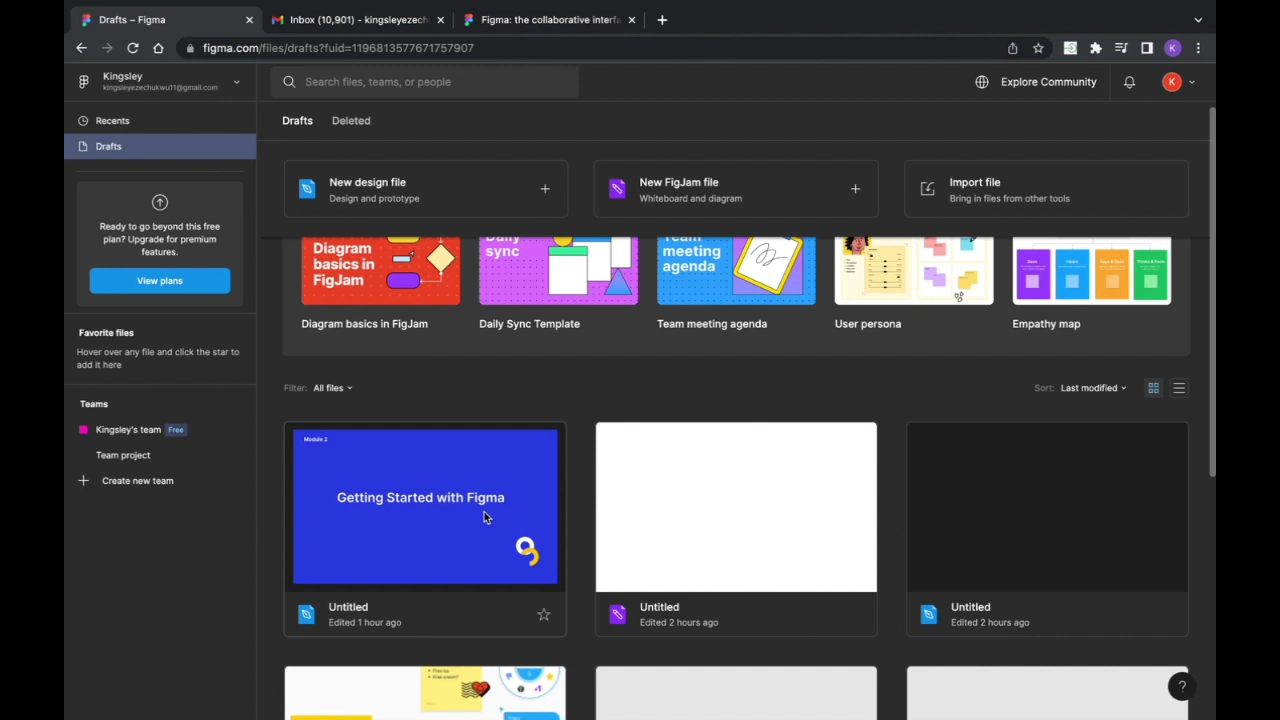 Drafts – Figma
Inbox (10,901) - kingsleyezech
Figma: the collaborative interfa
figma.com/files/drafts?fuid=1196813577671757907
K
Kingsley
kingsleyezechukwu11@gmail.com
Search files, teams, or people
Explore Community
K
Recents
Drafts
Drafts
Deleted
New design file
Design and prototype
New FigJam file
Whiteboard and diagram
Import file
Bring in files from other tools
Ready to go beyond this free
plan? Upgrade for premium
features.
View plans
Diagram
basics in
FigJam
Daily
sync
Team
meeting
agenda
Diagram basics in FigJam
Daily Sync Template
Team meeting agenda
User persona
Empathy map
Favorite files
Hover over any file and click the star to
add it here
Filter: All files
Sort: Last modified
Teams
Kingsley's team Free
Team project
Create new team
Module 2
Getting Started with Figma
Untitled
Edited 1 hour ago
Untitled
Edited 2 hours ago
Untitled
Edited 2 hours ago
?